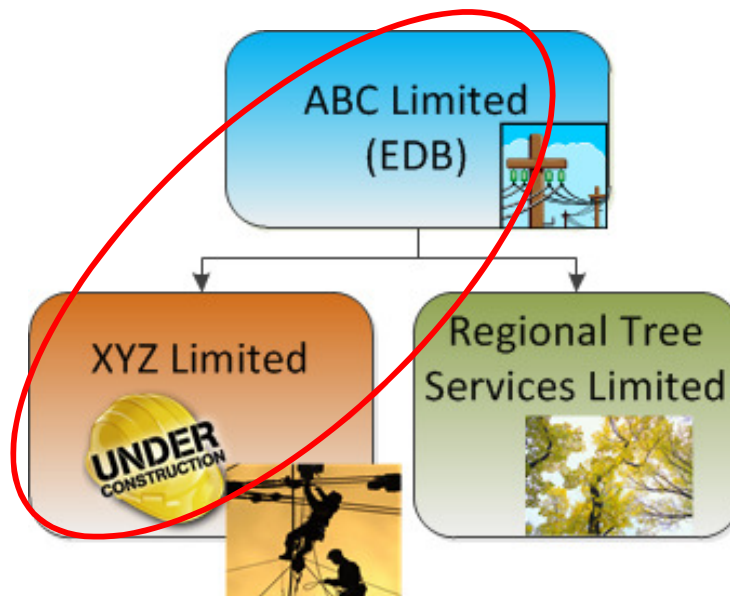 ABC Limited
(EDB)
XYZ Limited
UNDER
CONSTRUCTION
Regional Tree
Services Limited